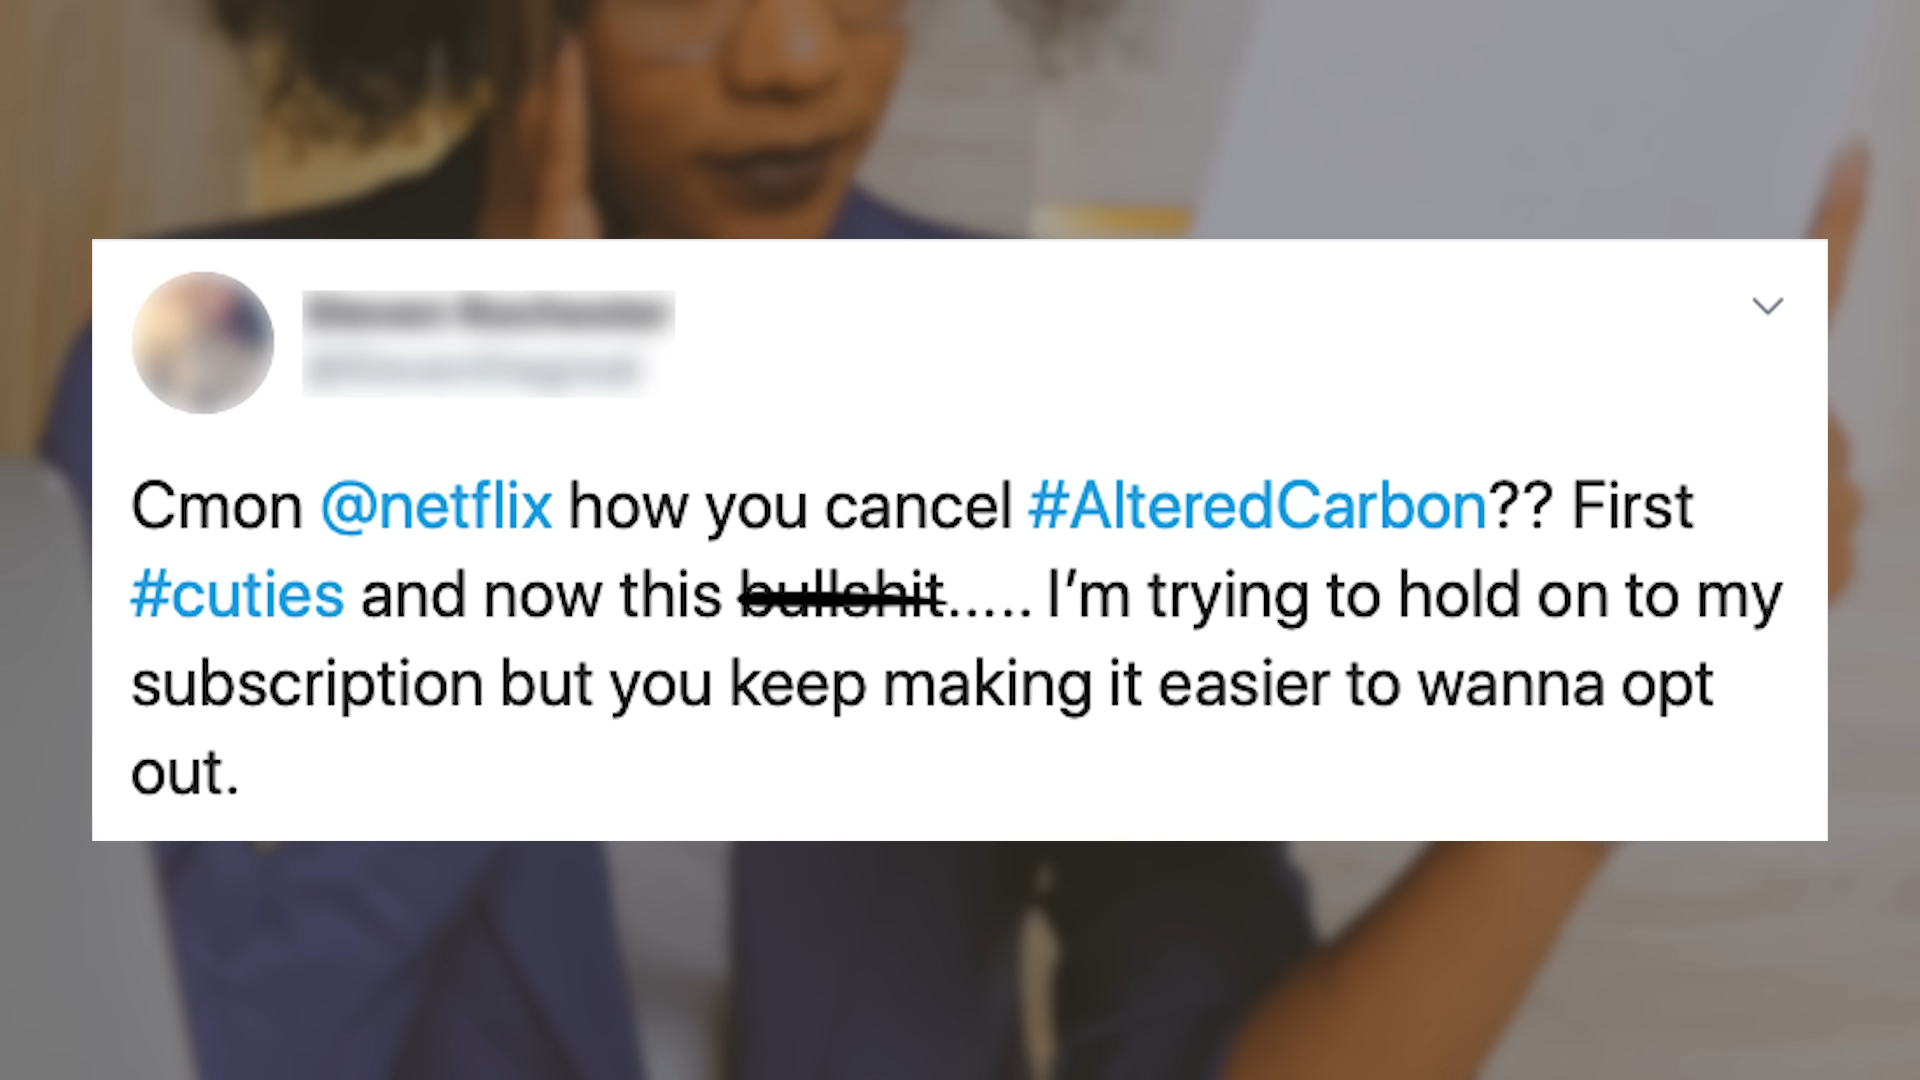 Cmon @netflix how you cancel #AlteredCarbon?? First
#cuties and now this bullshit..... I'm trying to hold on to my
subscription but you keep making it easier to wanna opt
out.